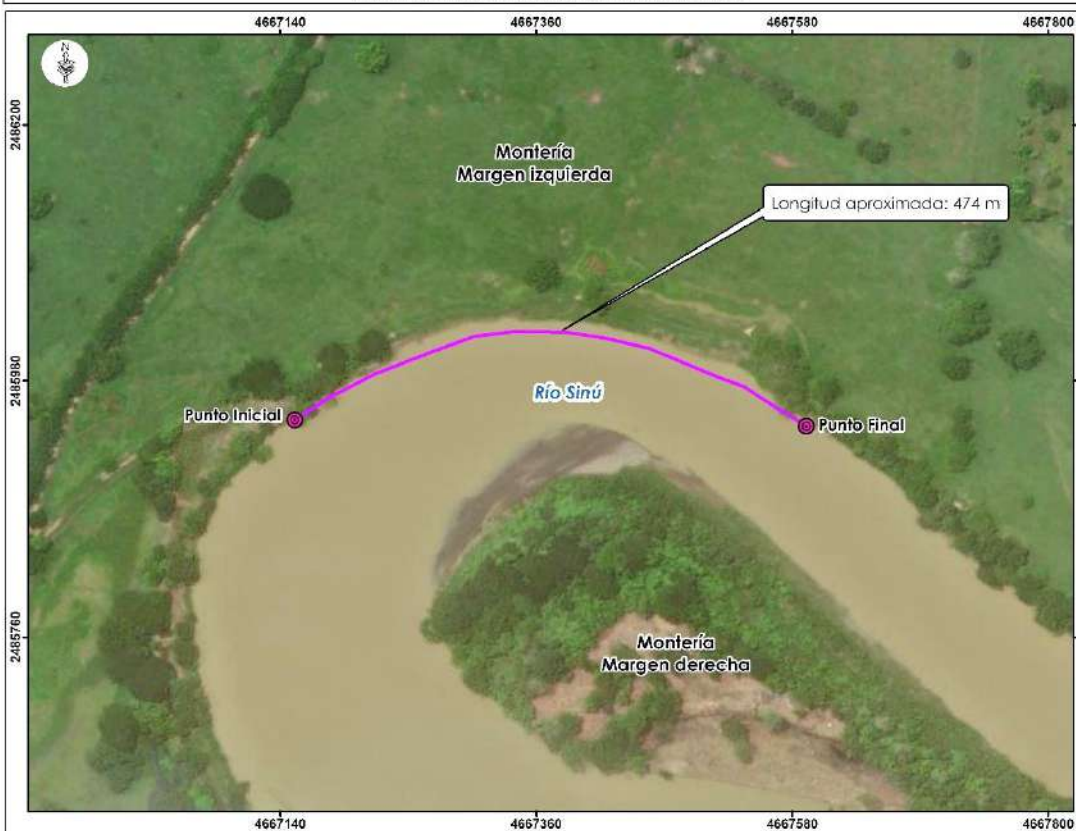 4667140
4667360
4667580
4667800
N
2486200
Montería
Margen izquierda
Longitud aproximada: 474 m
2485980
Río Sinú
Punto Inicial
Punto Final
2485760
Montería
Margen derecha
4667140
4667360
4667580
4667800